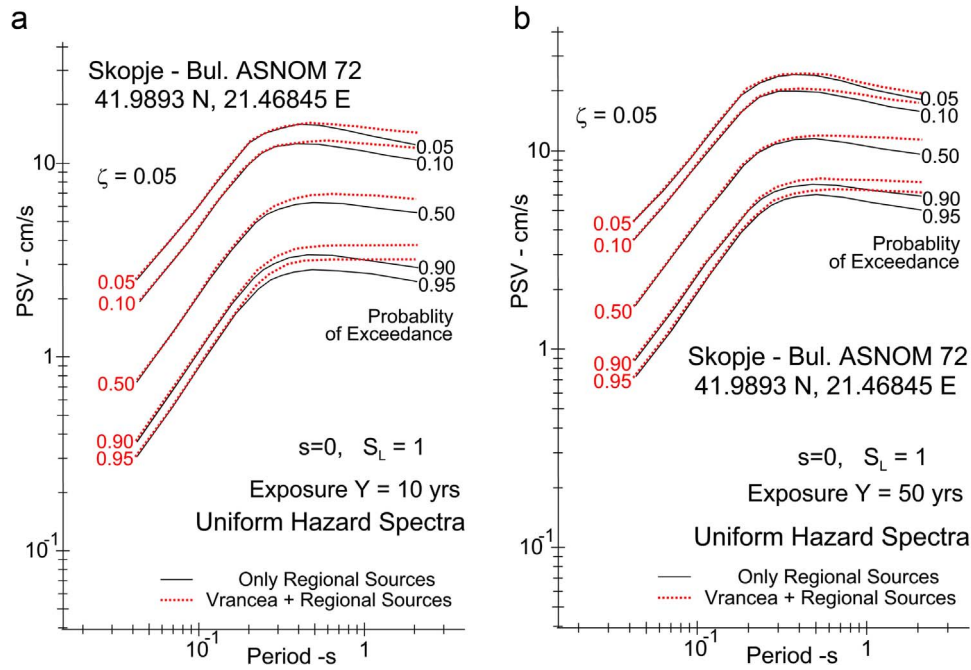 a
Skopje - Bul. ASNOM 72
41.9893 N, 21.46845 E
ζ = 0.05
10
1
10-1
PSV - cm/s
0.05
0.10
0.50
0.90
0.95
0.05
0.10
0.50
0.90
0.95
Probablity
of Exceedance
s=0, SL = 1
Exposure Y = 10 yrs
Uniform Hazard Spectra
Only Regional Sources
Vrancea + Regional Sources
10-1
1
Period -s
b
ζ = 0.05
10
1
10-1
PSV - cm/s
0.05
0.10
0.50
0.90
0.95
0.05
0.10
0.50
0.90
0.95
Probablity
of Exceedance
Skopje - Bul. ASNOM 72
41.9893 N, 21.46845 E
s=0, SL = 1
Exposure Y = 50 yrs
Uniform Hazard Spectra
Only Regional Sources
Vrancea + Regional Sources
10-1
1
Period -s